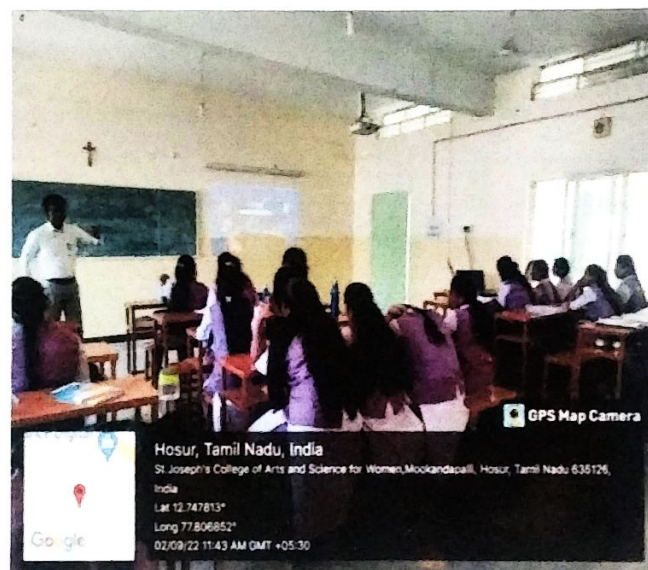 GPS Map Camera
Hosur, Tamil Nadu, India
St Joseph's College of Arts and Science for Women,Mookandapalli, Hosur, Tamil Nadu 635126,
India
Lat 12.747813°
Long 77.806852°
02/09/22 11:43 AM GMT +05:30
Google